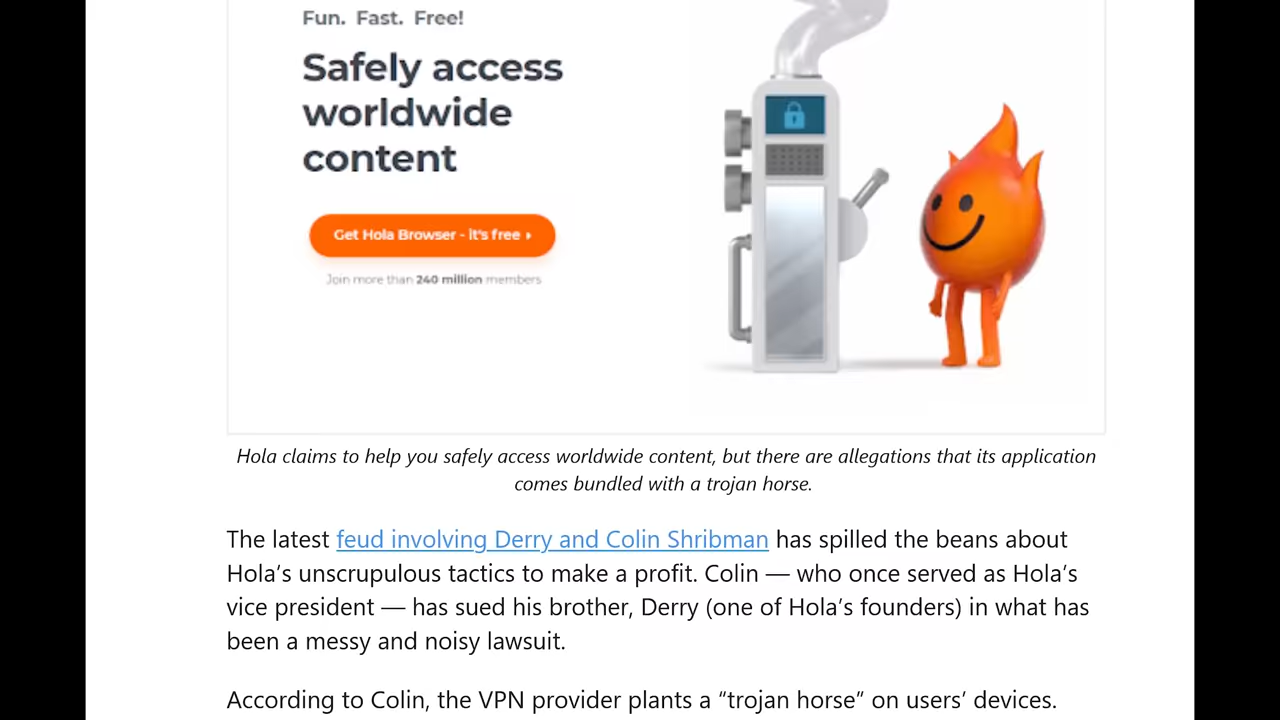 Fun. Fast. Free!
Safely access
worldwide
content
Get Hola Browser - it's free
Join more than 240 million members
Hola claims to help you safely access worldwide content, but there are allegations that its application
comes bundled with a trojan horse.
The latest feud involving Derry and Colin Shribman has spilled the beans about
Hola’s unscrupulous tactics to make a profit. Colin — who once served as Hola’s
vice president — has sued his brother, Derry (one of Hola’s founders) in what has
been a messy and noisy lawsuit.
According to Colin, the VPN provider plants a “trojan horse” on users’ devices.